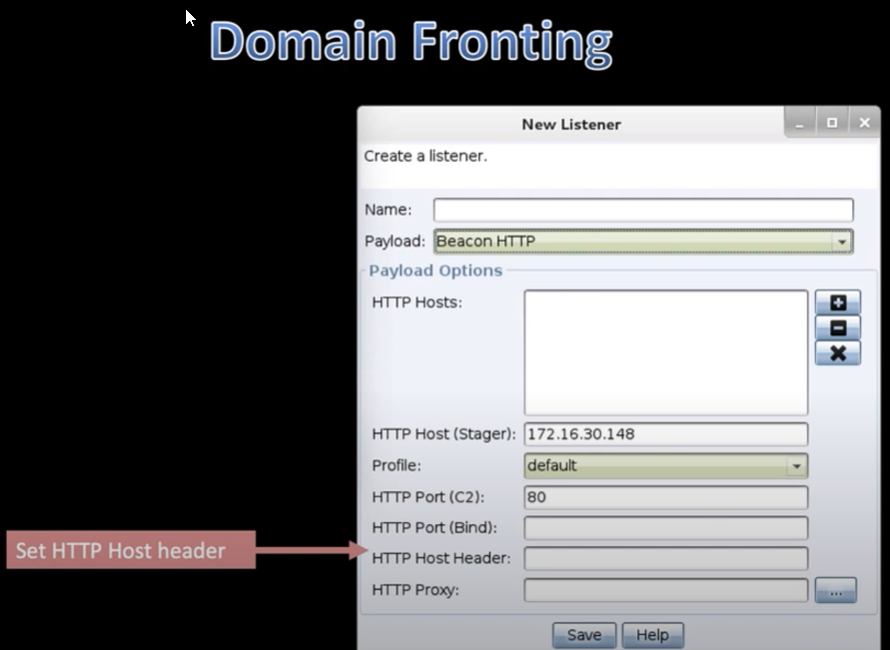 Domain Fronting
New Listener
Create a listener.
Name:
Payload: Beacon HTTP
Payload Options
HTTP Hosts:
HTTP Host (Stager): 172.16.30.148
Profile: default
HTTP Port (C2): 80
HTTP Port (Bind):
Set HTTP Host header
HTTP Host Header:
HTTP Proxy:
...
Save Help